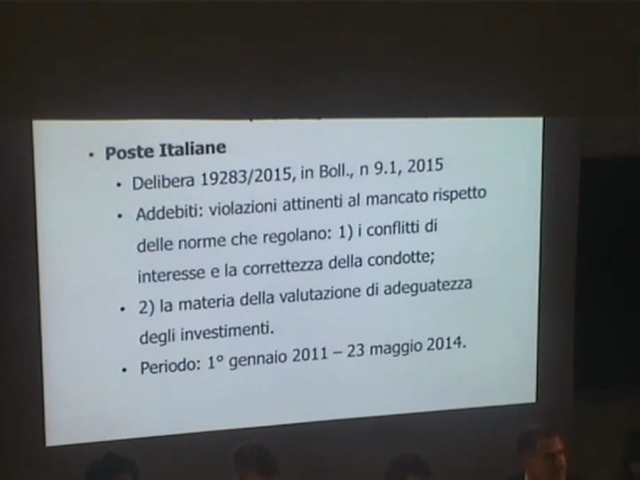 • Poste Italiane
• Delibera 19283/2015, in Boll., n 9.1, 2015
• Addebiti: violazioni attinenti al mancato rispetto
delle norme che regolano: 1) i conflitti di
interesse e la correttezza della condotte;
• 2) la materia della valutazione di adeguatezza
degli investimenti.
• Periodo: 1° gennaio 2011 – 23 maggio 2014.